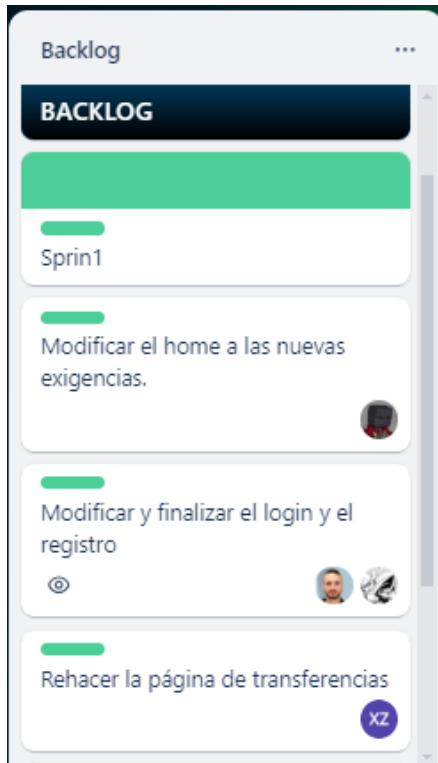 Backlog
BACKLOG
Sprin1
Modificar el home a las nuevas
exigencias.
Modificar y finalizar el login y el
registro
Rehacer la página de transferencias
XZ